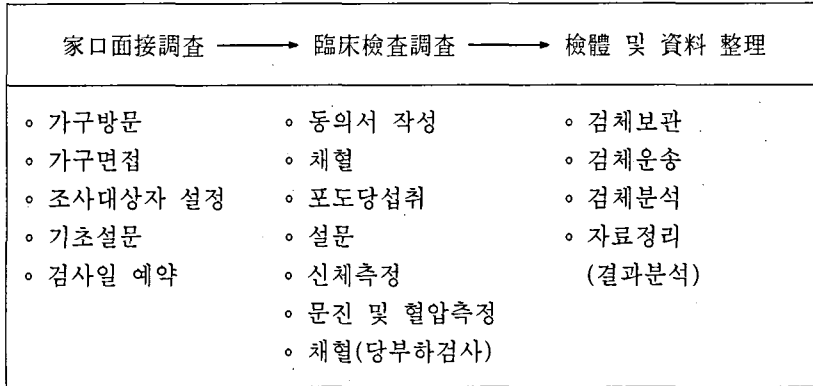 家口面接調査 ⟶ 臨床檢査調査 ⟶ 檢體 및 資料 整理
◦ 가구방문
◦ 가구면접
◦ 조사대상자 설정
◦ 기초설문
◦ 검사일 예약
◦ 동의서 작성
◦ 채혈
◦ 포도당섭취
◦ 설문
◦ 신체측정
◦ 문진 및 혈압측정
◦ 채혈(당부하검사)
◦ 검체보관
◦ 검체운송
◦ 검체분석
◦ 자료정리
(결과분석)